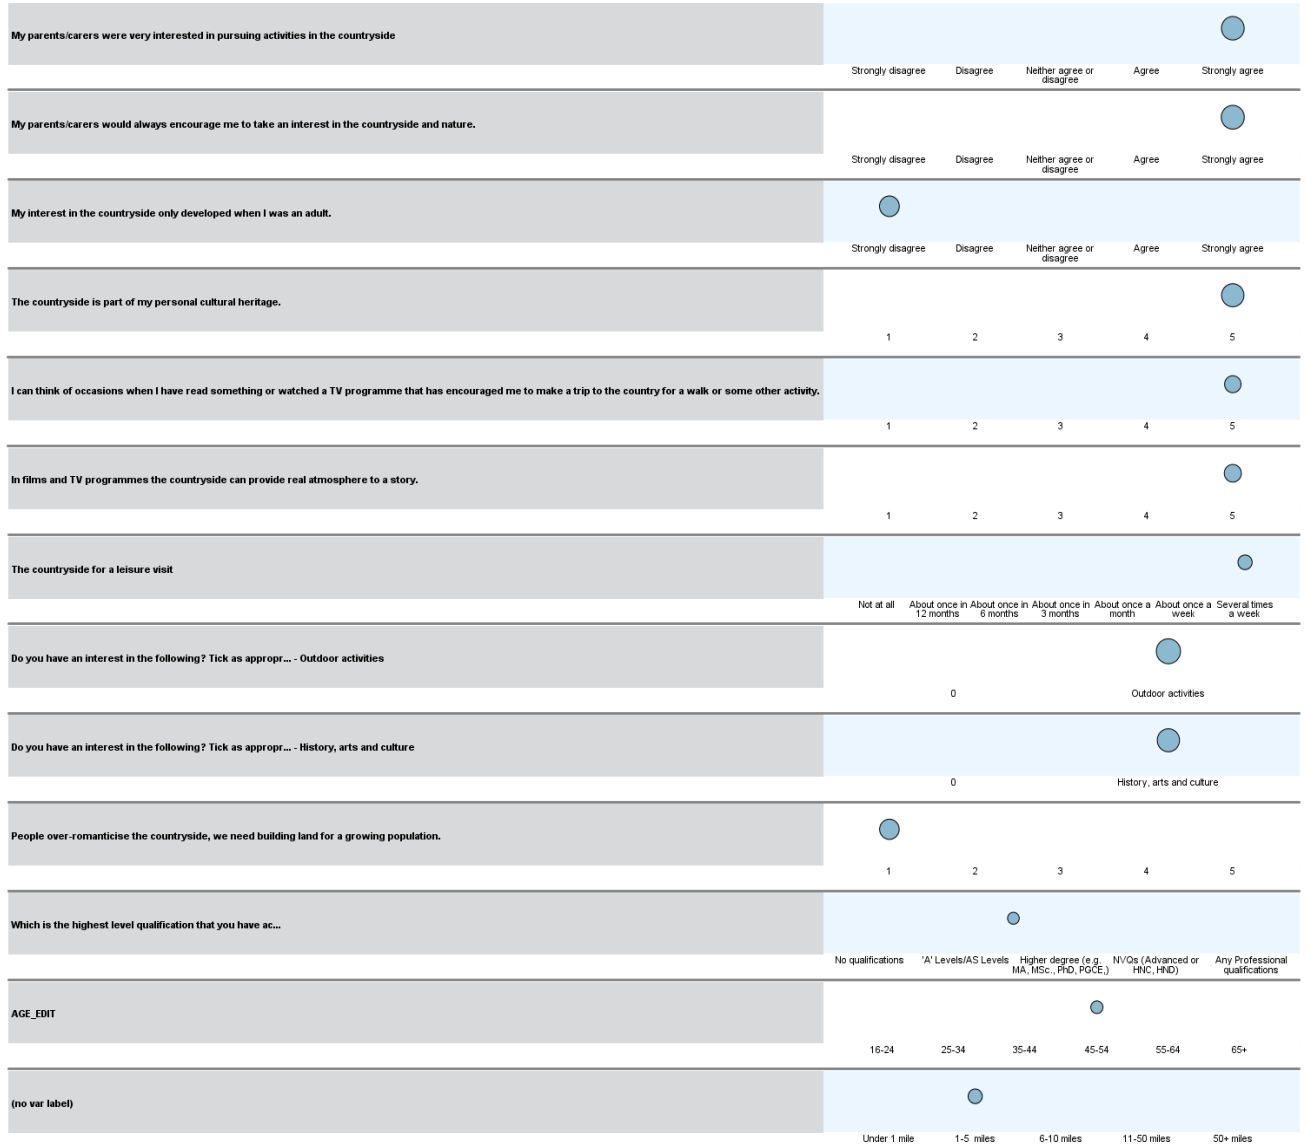 My parents/carers were very interested in pursuing activities in the countryside
Strongly disagree Disagree Neither agree or disagree Agree Strongly agree
My parents/carers would always encourage me to take an interest in the countryside and nature.
Strongly disagree Disagree Neither agree or disagree Agree Strongly agree
My interest in the countryside only developed when I was an adult.
Strongly disagree Disagree Neither agree or disagree Agree Strongly agree
The countryside is part of my personal cultural heritage.
1 2 3 4 5
I can think of occasions when I have read something or watched a TV programme that has encouraged me to make a trip to the country for a walk or some other activity.
1 2 3 4 5
In films and TV programmes the countryside can provide real atmosphere to a story.
1 2 3 4 5
The countryside for a leisure visit
Not at all About once in 12 months About once in 6 months About once in 3 months About once a month About once a week Several times a week
Do you have an interest in the following? Tick as appropr... - Outdoor activities
0 Outdoor activities
Do you have an interest in the following? Tick as appropr... - History, arts and culture
0 History, arts and culture
People over-romanticise the countryside, we need building land for a growing population.
1 2 3 4 5
Which is the highest level qualification that you have ac...
No qualifications 'A' Levels/AS Levels Higher degree (e.g. MA, MSc., PhD, PGCE,) NVQs (Advanced or HNC, HND) Any Professional qualifications
AGE_EDIT
16-24 25-34 35-44 45-54 55-64 65+
(no var label)
Under 1 mile 1-5 miles 6-10 miles 11-50 miles 50+ miles